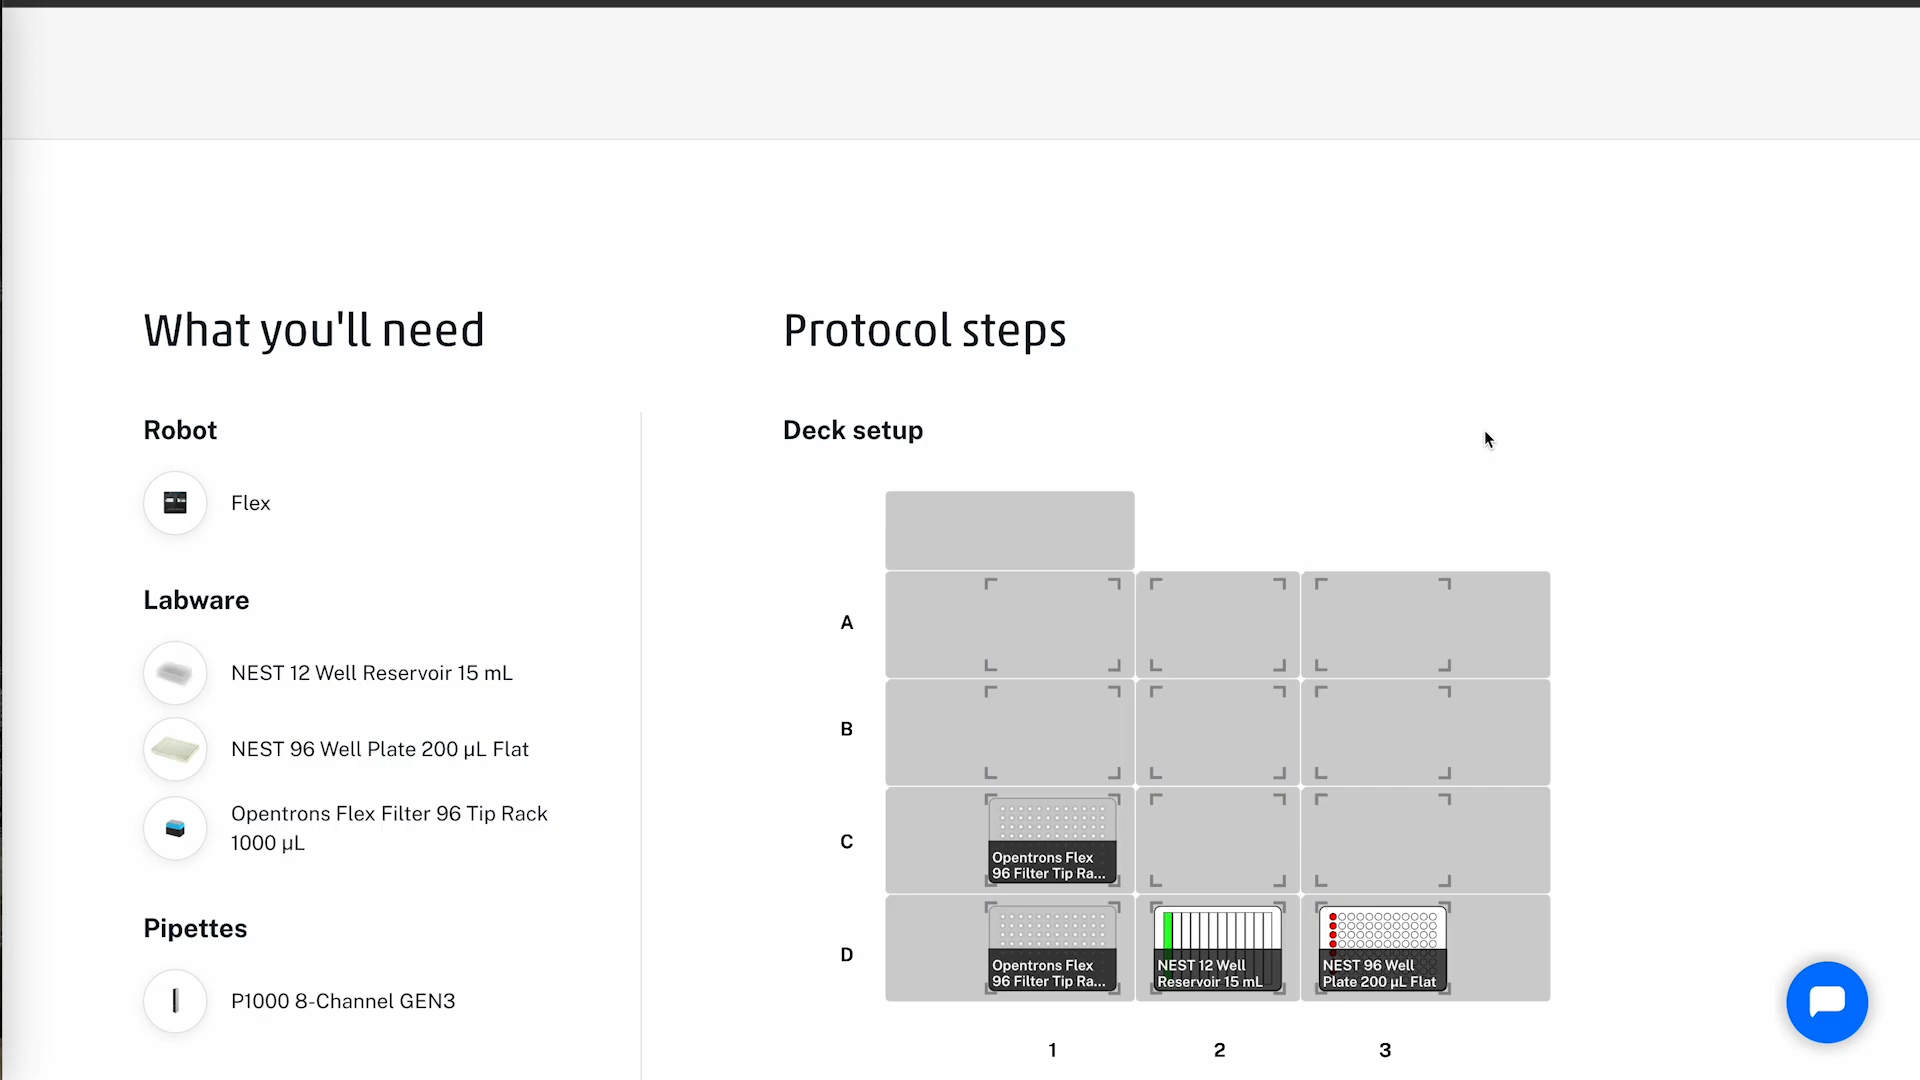 What you'll need
Robot
Flex
Labware
NEST 12 Well Reservoir 15 mL
NEST 96 Well Plate 200 µL Flat
Opentrons Flex Filter 96 Tip Rack
1000 µL
Pipettes
P1000 8-Channel GEN3
Protocol steps
Deck setup
A
B
C
Opentrons Flex
96 Filter Tip Ra...
D
Opentrons Flex
96 Filter Tip Ra...
NEST 12 Well
Reservoir 15 mL
NEST 96 Well
Plate 200 µL Flat
1
2
3